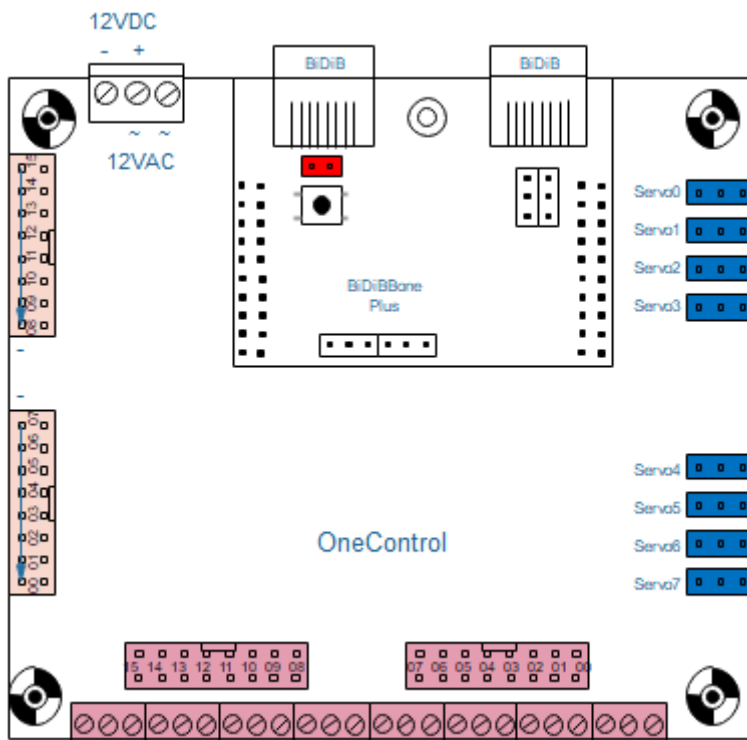 12VDC
- +
~ ~
12VAC
BiDiB
BiDiB
BiDiBBone
Plus
Servo0
Servo1
Servo2
Servo3
15
14
13
12
11
10
09
08
-
-
07
06
05
04
03
02
01
00
Servo4
Servo5
Servo6
Servo7
OneControl
15 14 13 12 11 10 09 08
07 06 05 04 03 02 01 00